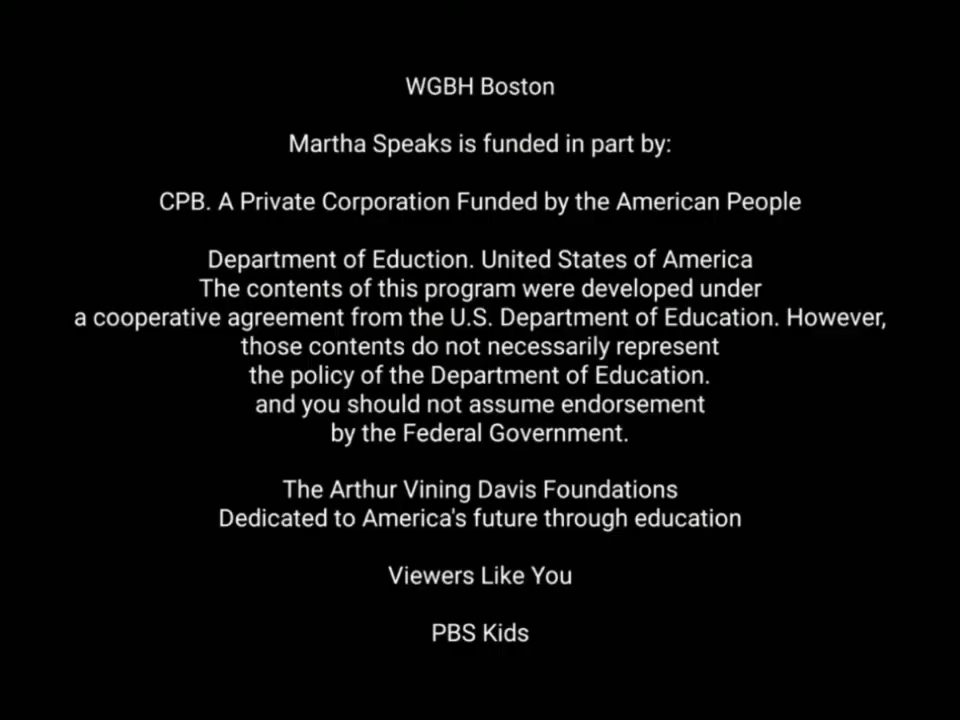 WGBH Boston
Martha Speaks is funded in part by:
CPB. A Private Corporation Funded by the American People
Department of Eduction. United States of America
The contents of this program were developed under
a cooperative agreement from the U.S. Department of Education. However,
those contents do not necessarily represent
the policy of the Department of Education.
and you should not assume endorsement
by the Federal Government.
The Arthur Vining Davis Foundations
Dedicated to America's future through education
Viewers Like You
PBS Kids